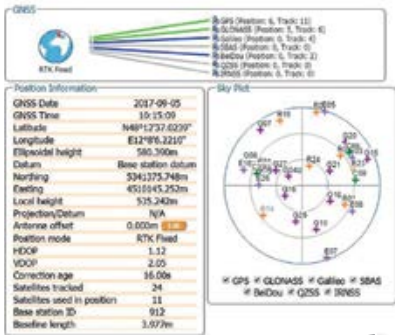 GNSS
GPS (Position: 6, Track: 11)
GLONASS (Position: 5, Track: 6)
Galileo (Position: 0, Track: 4)
SBAS (Position: 0, Track: 0)
BeiDou (Position: 0, Track: 2)
QZSS (Position: 0, Track: 0)
IRNSS (Position: 0, Track: 0)
RTK Fixed
Position Information
GNSS Date 2017-09-05
GNSS Time 10:15:09
Latitude N48°12'37.0239"
Longitude E12°8'6.2210"
Ellipsoidal height 580.390m
Datum Base station datum
Northing 5341375.748m
Easting 4510145.252m
Local height 535.242m
Projection/Datum N/A
Antenna offset 0.000m
Position mode RTK Fixed
HDOP 1.12
VDOP 2.05
Correction age 16.00s
Satellites tracked 24
Satellites used in position 11
Base station ID 912
Baseline length 3.977m
Sky Plot
GPS GLONASS Galileo SBAS
BeiDou QZSS IRNSS